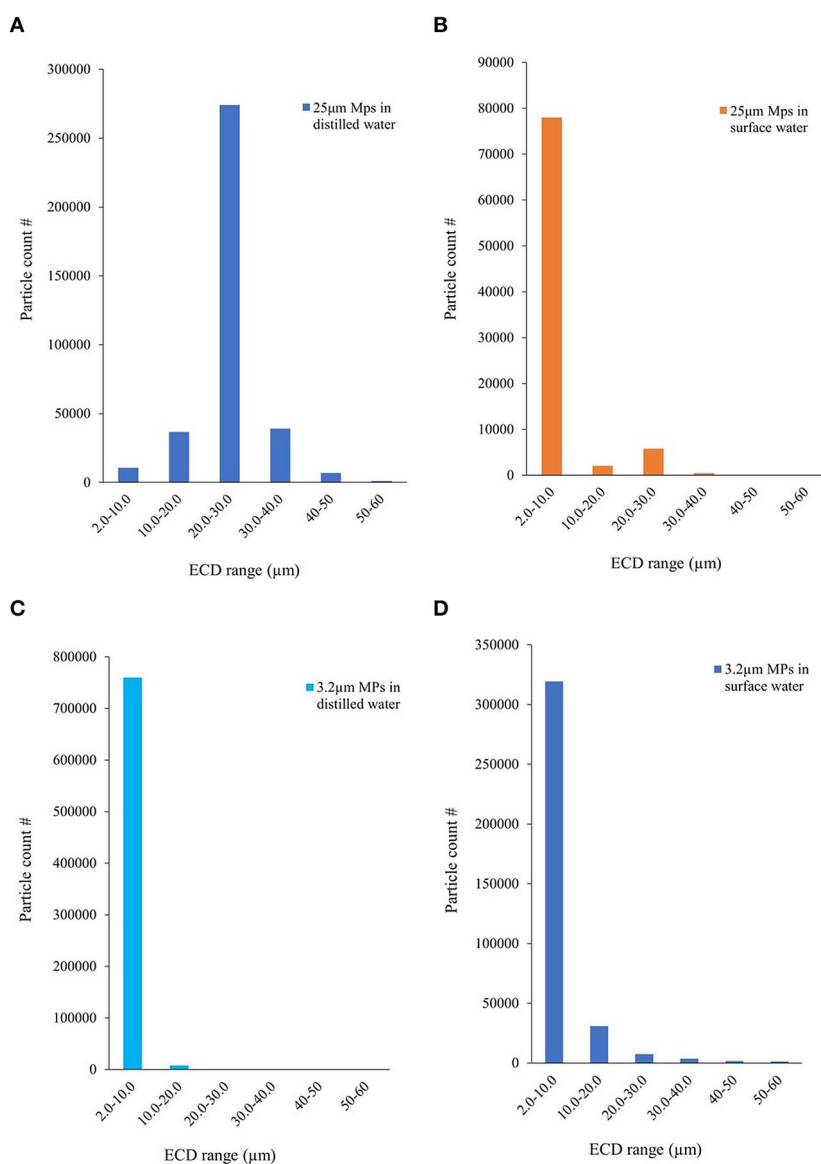 A
300000
250000
200000
150000
100000
50000
0
Particle count #
25µm Mps in
distilled water
2.0-10.0
10.0-20.0
20.0-30.0
30.0-40.0
40-50
50-60
ECD range (µm)
B
90000
80000
70000
60000
50000
40000
30000
20000
10000
0
Particle count #
25µm Mps in
surface water
2.0-10.0
10.0-20.0
20.0-30.0
30.0-40.0
40-50
50-60
ECD range (µm)
C
800000
700000
600000
500000
400000
300000
200000
100000
0
Particle count #
3.2µm MPs in
distilled water
2.0-10.0
10.0-20.0
20.0-30.0
30.0-40.0
40-50
50-60
ECD range (µm)
D
350000
300000
250000
200000
150000
100000
50000
0
Particle count #
3.2µm MPs in
surface water
2.0-10.0
10.0-20.0
20.0-30.0
30.0-40.0
40-50
50-60
ECD range (µm)